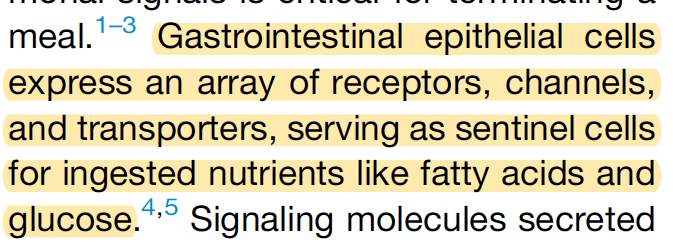 meal.1–3 Gastrointestinal epithelial cells
express an array of receptors, channels,
and transporters, serving as sentinel cells
for ingested nutrients like fatty acids and
glucose.4,5 Signaling molecules secreted